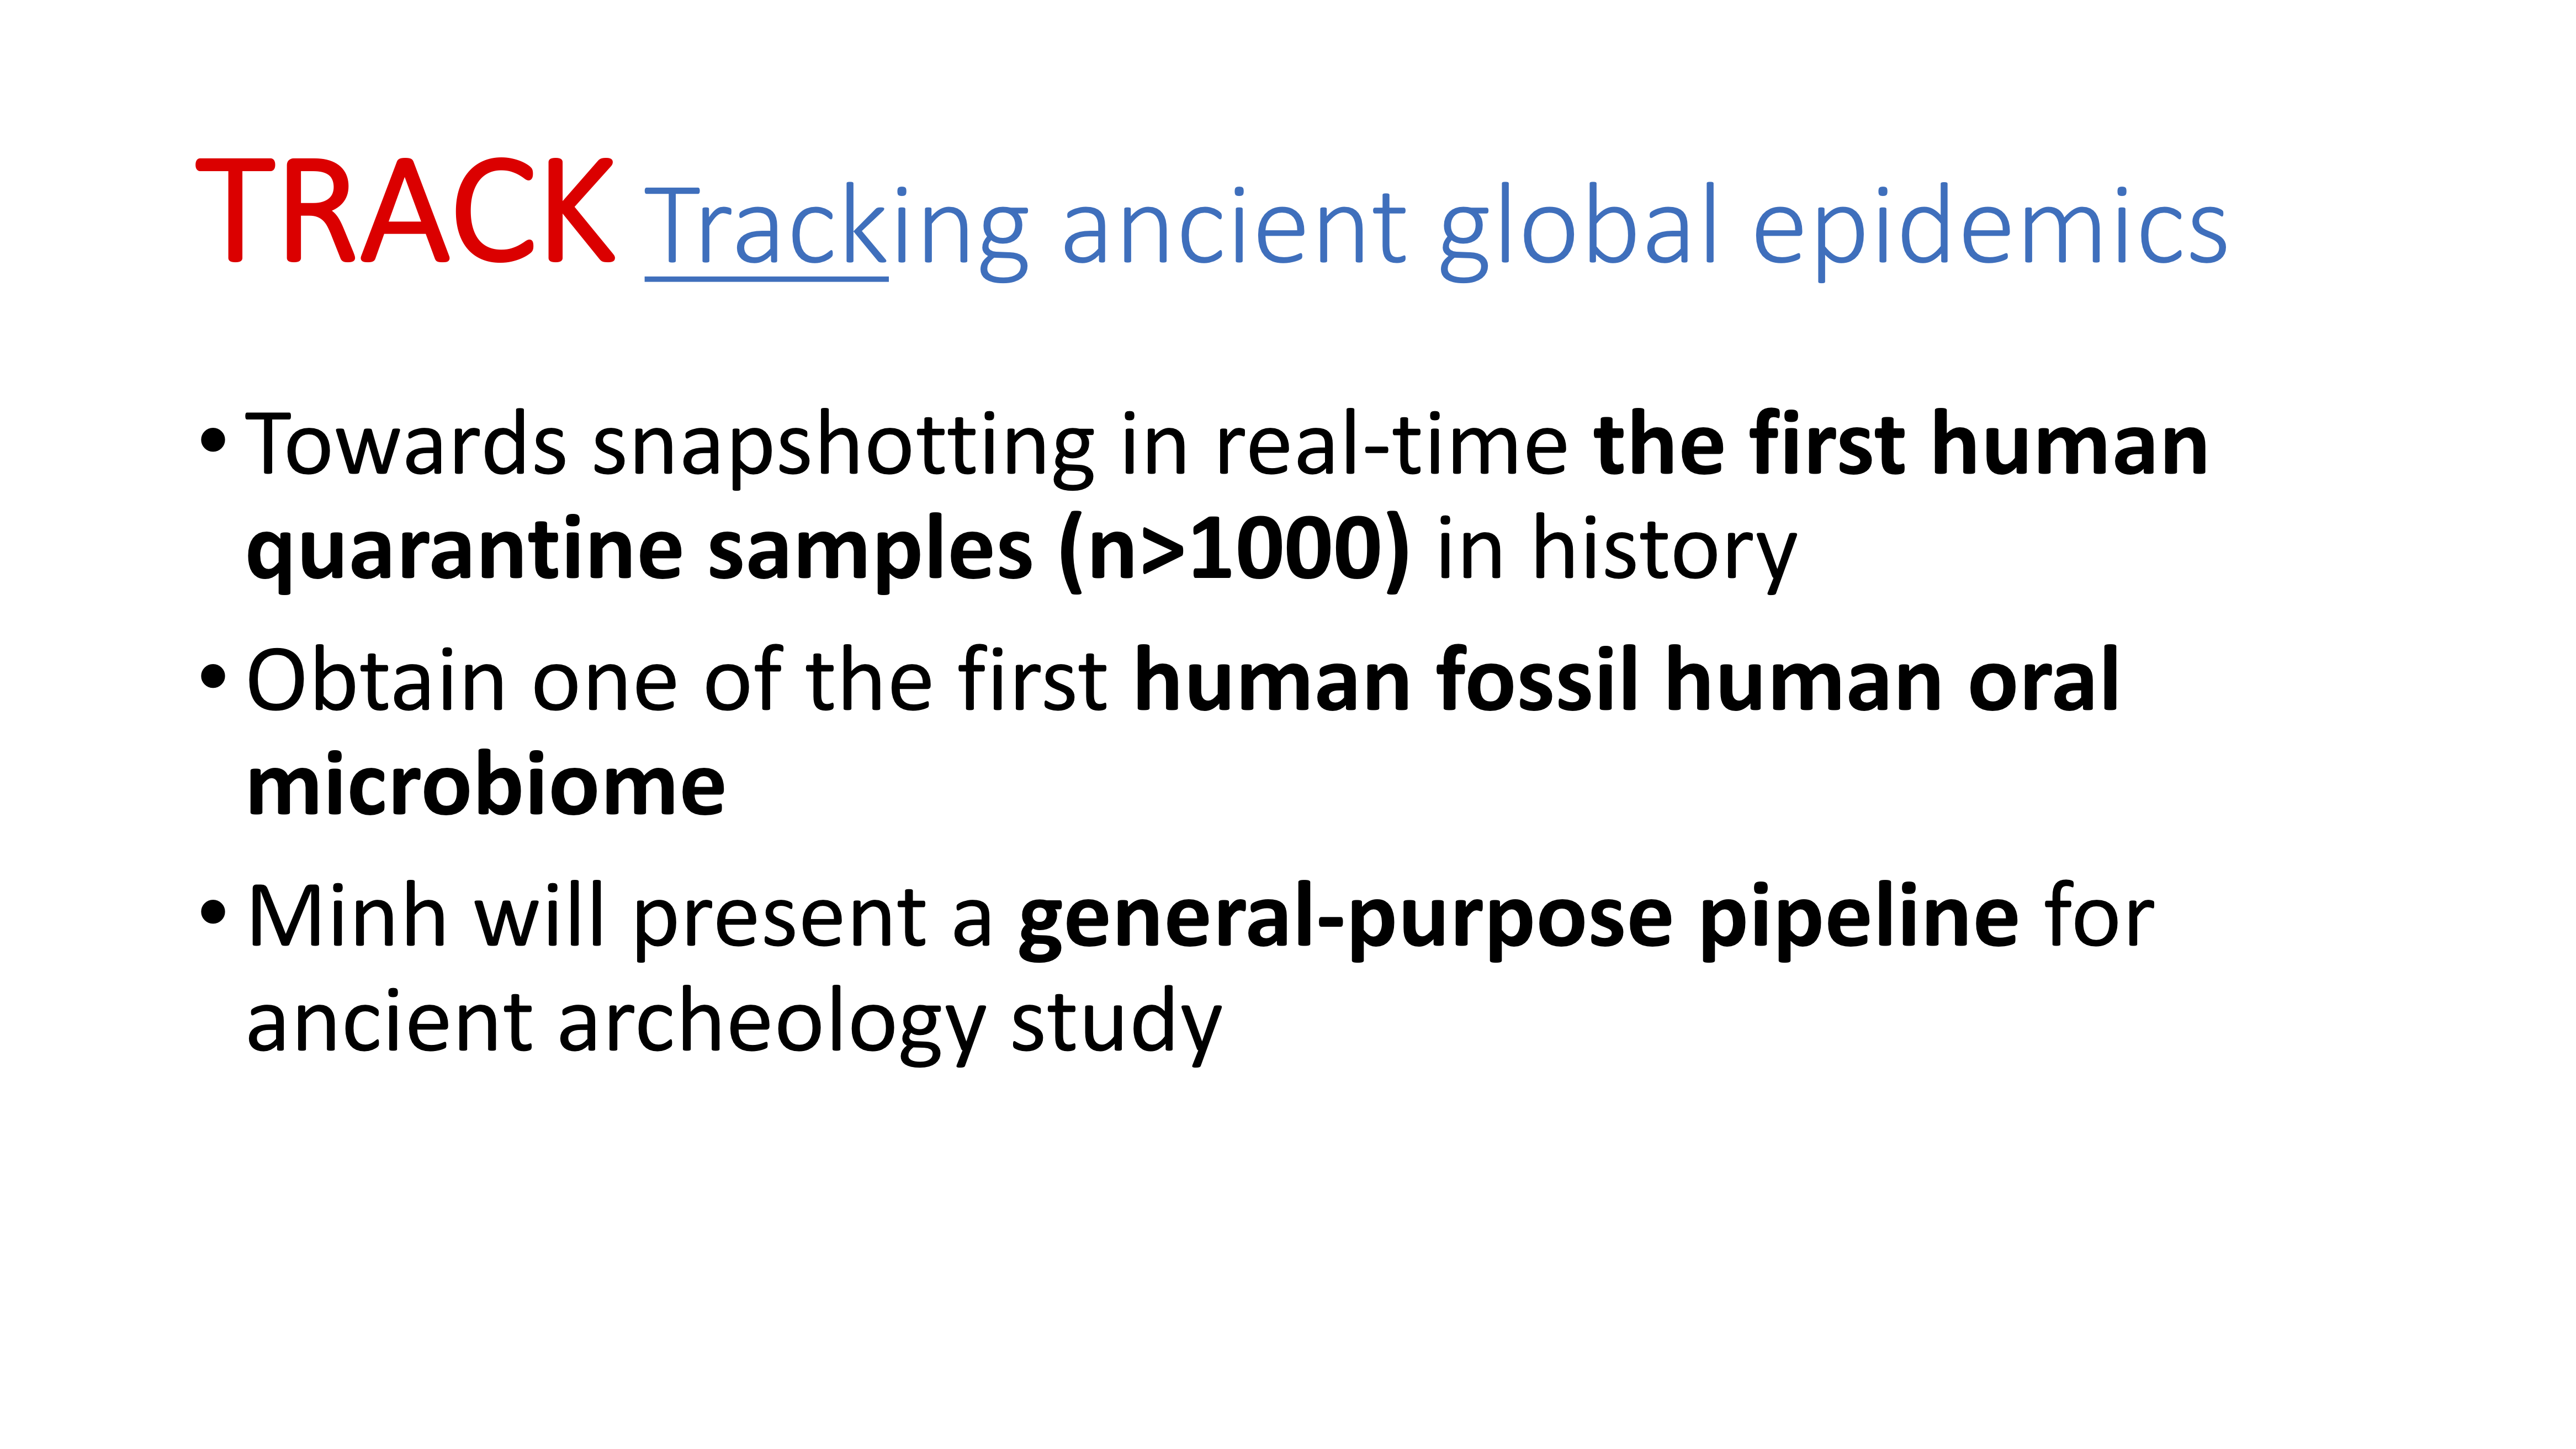 TRACK Tracking ancient global epidemics
• Towards snapshotting in real-time the first human
quarantine samples (n>1000) in history
• Obtain one of the first human fossil human oral
microbiome
• Minh will present a general-purpose pipeline for
ancient archeology study